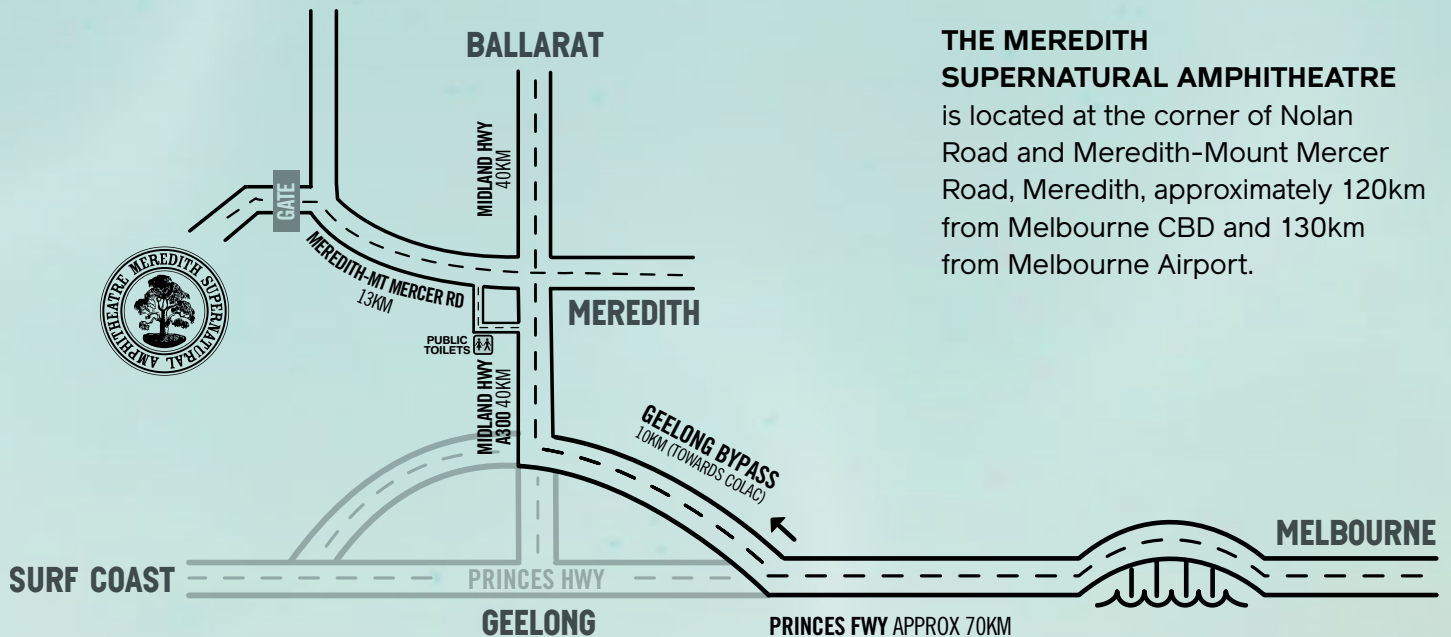 BALLARAT
MIDLAND HWY
40KM
GATE
MEREDITH SUPERNATURAL AMPHITHEATRE
MEREDITH-MT MERCER RD
13KM
MEREDITH
PUBLIC
TOILETS
MIDLAND HWY
A300 40KM
GEELONG BYPASS
10KM (TOWARDS COLAC)
SURF COAST
PRINCES HWY
GEELONG
MELBOURNE
PRINCES FWY APPROX 70KM
THE MEREDITH
SUPERNATURAL AMPHITHEATRE
is located at the corner of Nolan
Road and Meredith-Mount Mercer
Road, Meredith, approximately 120km
from Melbourne CBD and 130km
from Melbourne Airport.